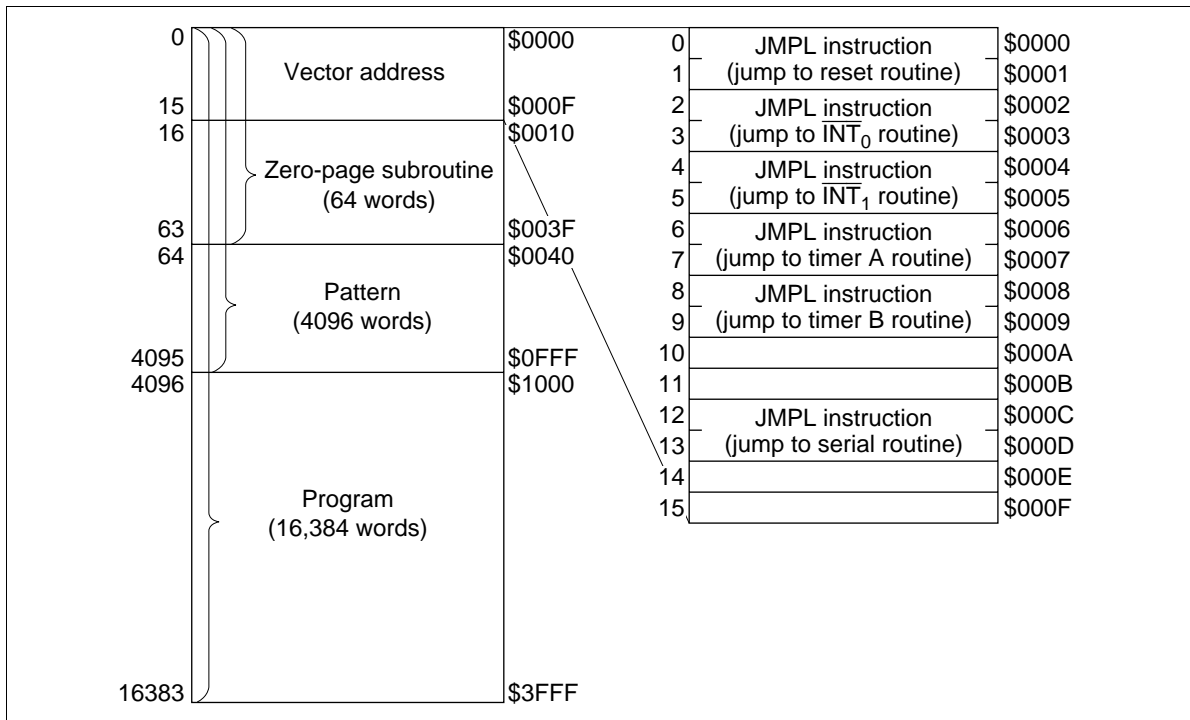 0
Vector address
$0000
15
$000F
16
$0010
Zero-page subroutine
(64 words)
63
$003F
64
$0040
Pattern
(4096 words)
4095
$0FFF
4096
$1000
Program
(16,384 words)
16383
$3FFF
0
JMPL instruction
$0000
1
(jump to reset routine)
$0001
2
JMPL instruction
$0002
3
(jump to INT0 routine)
$0003
4
JMPL instruction
$0004
5
(jump to INT1 routine)
$0005
6
JMPL instruction
$0006
7
(jump to timer A routine)
$0007
8
JMPL instruction
$0008
9
(jump to timer B routine)
$0009
10
$000A
11
$000B
12
JMPL instruction
$000C
13
(jump to serial routine)
$000D
14
$000E
15
$000F